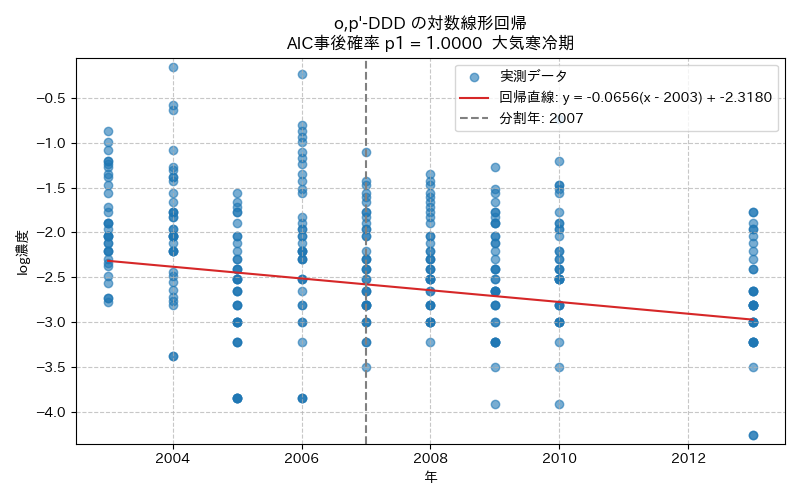 o,p'-DDD の対数線形回帰
AIC事後確率 p1 = 1.0000  大気寒冷期
実測データ
回帰直線: y = -0.0656(x - 2003) + -2.3180
分割年: 2007
log濃度
−0.5
−1.0
−1.5
−2.0
−2.5
−3.0
−3.5
−4.0
2004
2006
2008
2010
2012
年